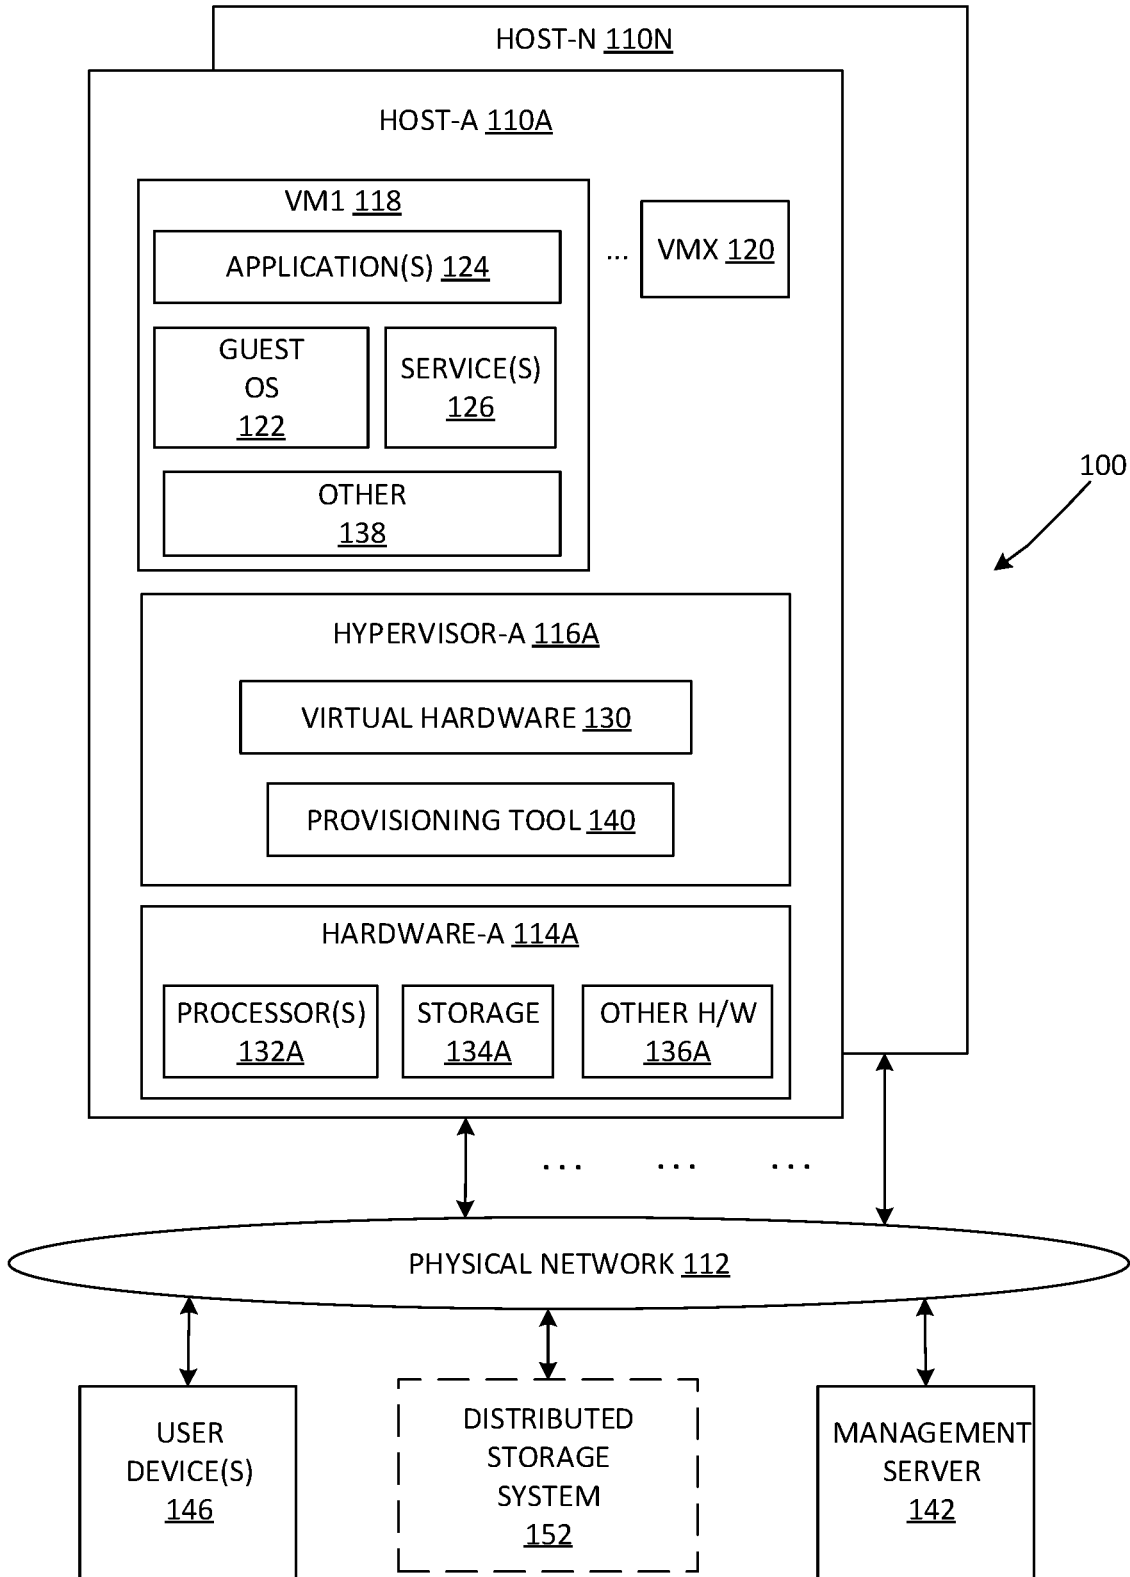 HOST-N 110N
HOST-A 110A
VM1 118
APPLICATION(S) 124
... VMX 120
GUEST
OS
122
SERVICE(S)
126
OTHER
138
100
HYPERVISOR-A 116A
VIRTUAL HARDWARE 130
PROVISIONING TOOL 140
HARDWARE-A 114A
PROCESSOR(S)
132A
STORAGE
134A
OTHER H/W
136A
... ... ...
PHYSICAL NETWORK 112
USER
DEVICE(S)
146
DISTRIBUTED
STORAGE
SYSTEM
152
MANAGEMENT
SERVER
142